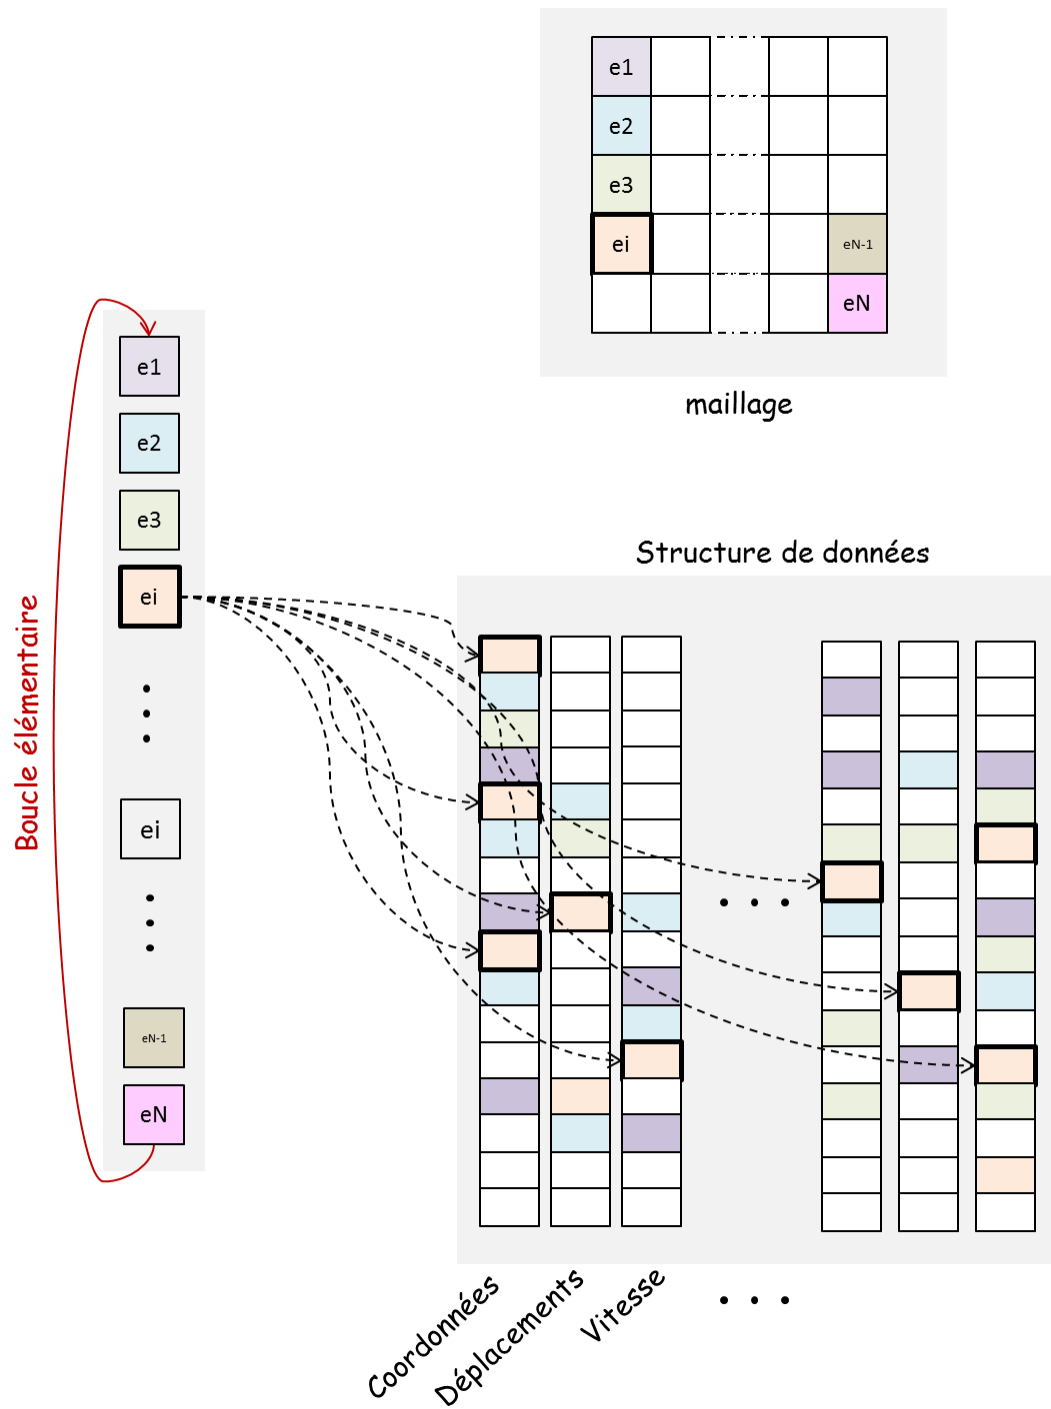 e1
e2
e3
ei
eN-1
eN
maillage
e1
e2
e3
ei
ei
eN-1
eN
Boucle élémentaire
Structure de données
Coordonnées
Déplacements
Vitesse